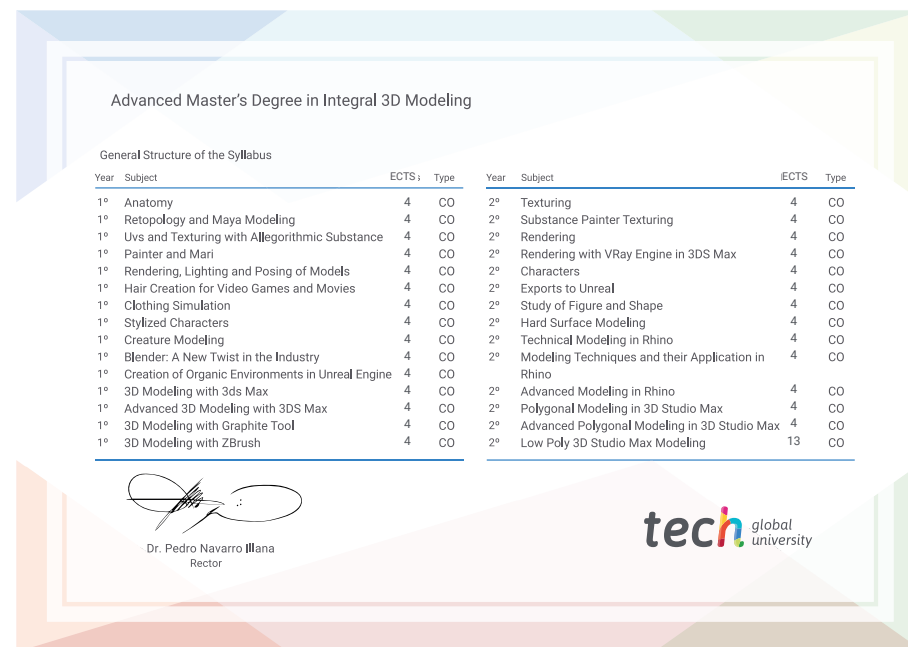 Advanced Master's Degree in Integral 3D Modeling
General Structure of the Syllabus
Year Subject ECTS Type
1º Anatomy 4 CO
1º Retopology and Maya Modeling 4 CO
1º Uvs and Texturing with Allegorithmic Substance 4 CO
1º Painter and Mari 4 CO
1º Rendering, Lighting and Posing of Models 4 CO
1º Hair Creation for Video Games and Movies 4 CO
1º Clothing Simulation 4 CO
1º Stylized Characters 4 CO
1º Creature Modeling 4 CO
1º Blender: A New Twist in the Industry 4 CO
1º Creation of Organic Environments in Unreal Engine 4 CO
1º 3D Modeling with 3ds Max 4 CO
1º Advanced 3D Modeling with 3DS Max 4 CO
1º 3D Modeling with Graphite Tool 4 CO
1º 3D Modeling with ZBrush 4 CO
Year Subject ECTS Type
2º Texturing 4 CO
2º Substance Painter Texturing 4 CO
2º Rendering 4 CO
2º Rendering with VRay Engine in 3DS Max 4 CO
2º Characters 4 CO
2º Exports to Unreal 4 CO
2º Study of Figure and Shape 4 CO
2º Hard Surface Modeling 4 CO
2º Technical Modeling in Rhino 4 CO
2º Modeling Techniques and their Application in 4 CO
Rhino
2º Advanced Modeling in Rhino 4 CO
2º Polygonal Modeling in 3D Studio Max 4 CO
2º Advanced Polygonal Modeling in 3D Studio Max 4 CO
2º Low Poly 3D Studio Max Modeling 13 CO
Dr. Pedro Navarro Illana
Rector
tech global
university